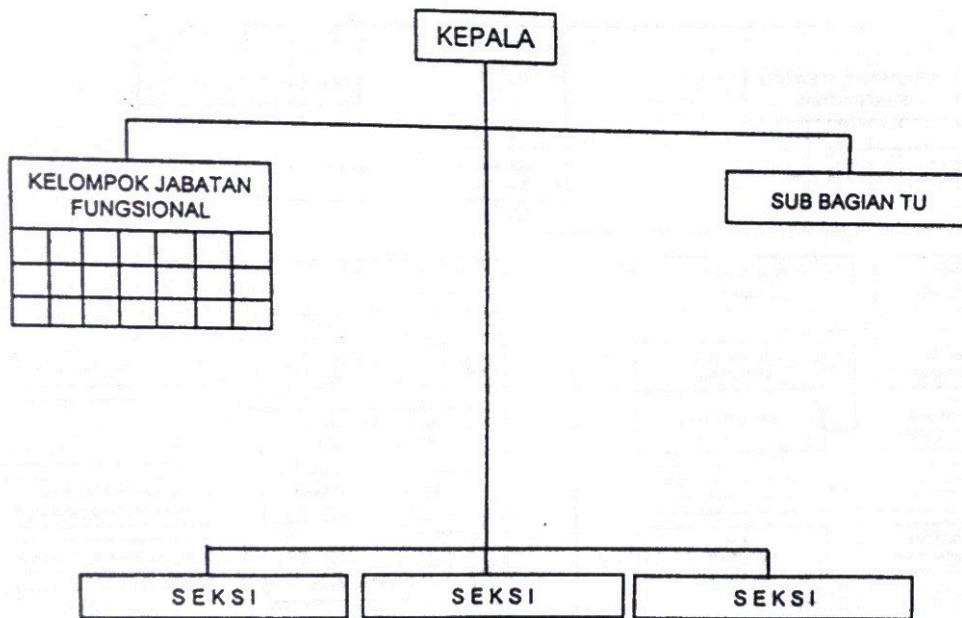 KEPALA
KELOMPOK JABATAN
FUNGSIONAL
SUB BAGIAN TU
SEKSI
SEKSI
SEKSI